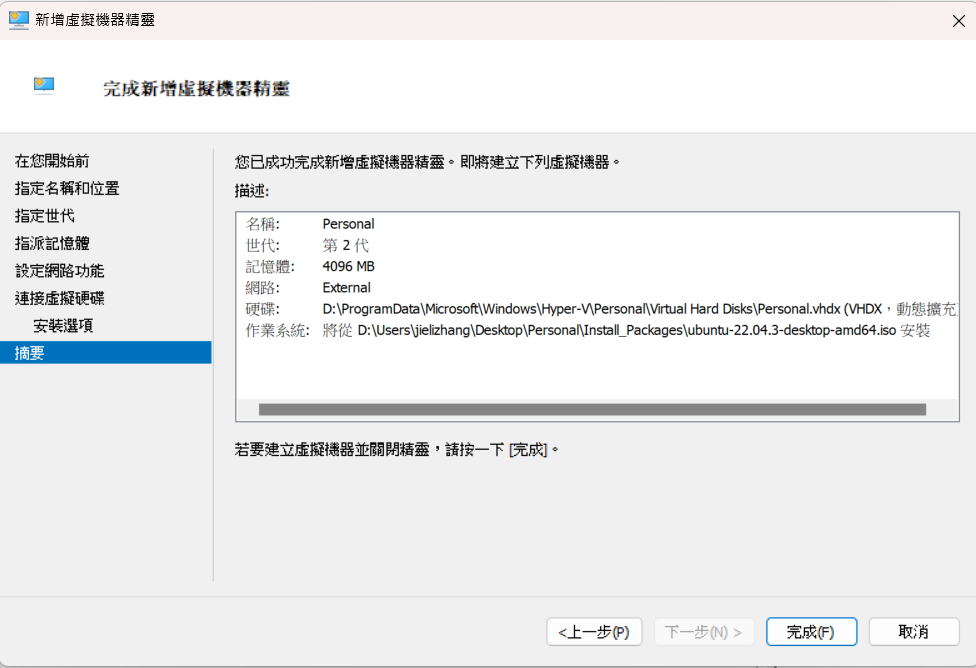 新增虛擬機器精靈
完成新增虛擬機器精靈
在您開始前
指定名稱和位置
指定世代
指派記憶體
設定網路功能
連接虛擬硬碟
安裝選項
摘要
您已成功完成新增虛擬機器精靈。即將建立下列虛擬機器。
描述:
名稱: Personal
世代: 第 2 代
記憶體: 4096 MB
網路: External
硬碟: D:\ProgramData\Microsoft\Windows\Hyper-V\Personal\Virtual Hard Disks\Personal.vhdx (VHDX，動態擴充
作業系統: 將從 D:\Users\jielizhang\Desktop\Personal\Install_Packages\ubuntu-22.04.3-desktop-amd64.iso 安裝
若要建立虛擬機器並關閉精靈，請按一下 [完成]。
<上一步(P)
下一步(N) >
完成(F)
取消